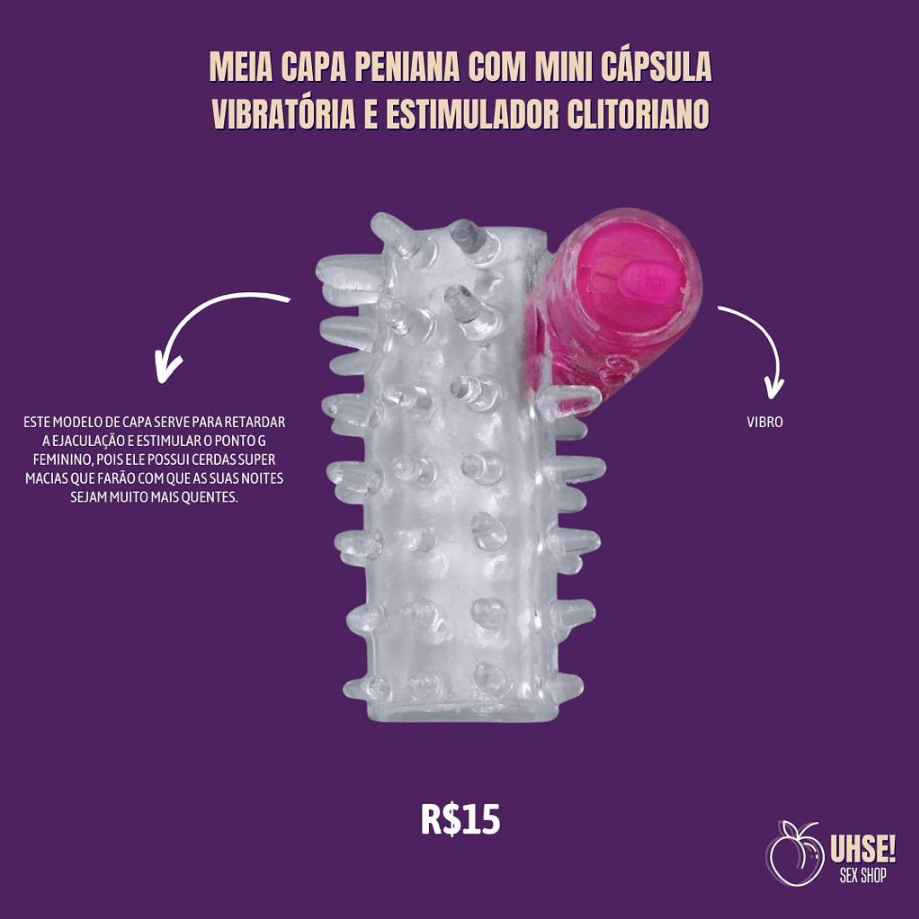 MEIA CAPA PENIANA COM MINI CÁPSULA
VIBRATÓRIA E ESTIMULADOR CLITORIANO
ESTE MODELO DE CAPA SERVE PARA RETARDAR
A EJACULAÇÃO E ESTIMULAR O PONTO G
FEMININO, POIS ELE POSSUI CERDAS SUPER
MACIAS QUE FARÃO COM QUE AS SUAS NOITES
SEJAM MUITO MAIS QUENTES.
VIBRO
R$15
UHSE!
SEX SHOP